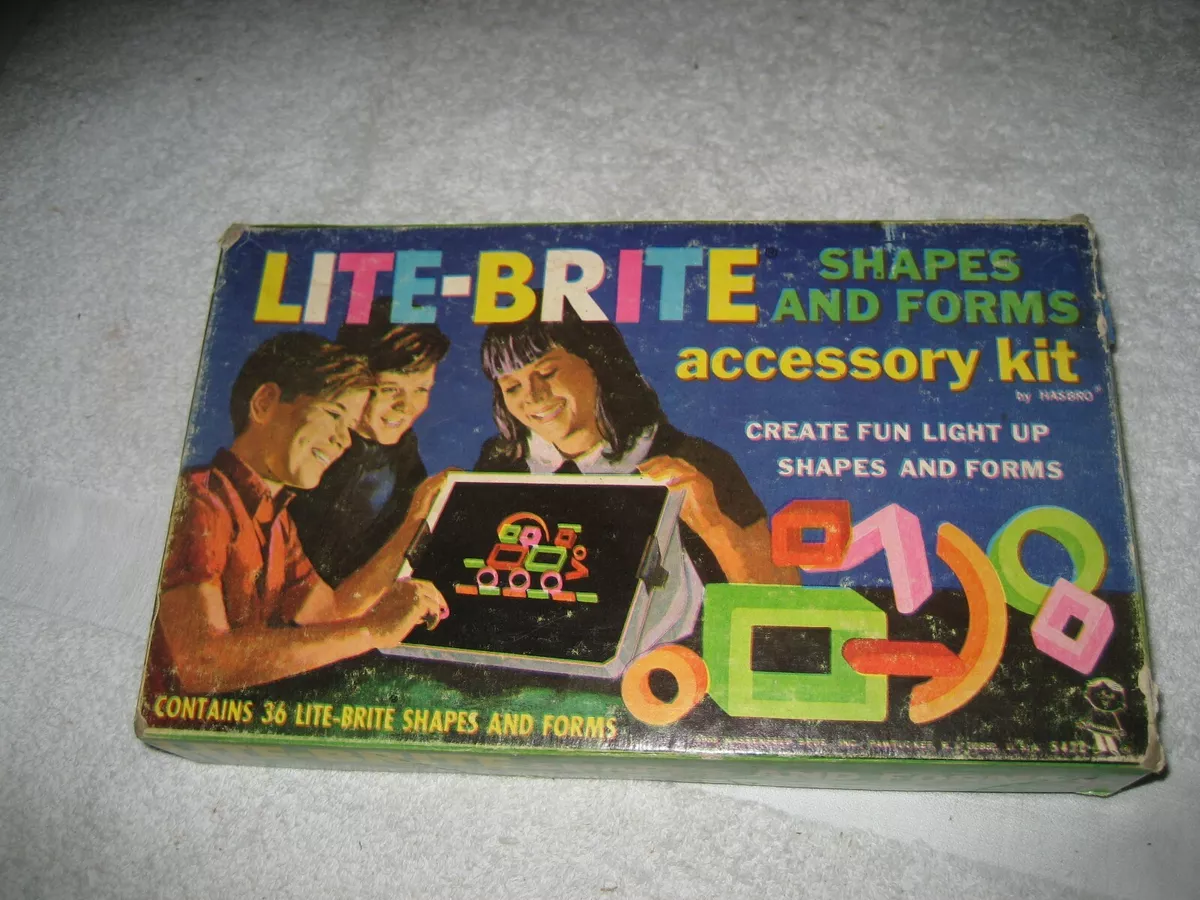 LITE-BRITE®
SHAPES
AND FORMS
accessory kit
by HASBRO®
CREATE FUN LIGHT UP
SHAPES AND FORMS
CONTAINS 36 LITE-BRITE SHAPES AND FORMS